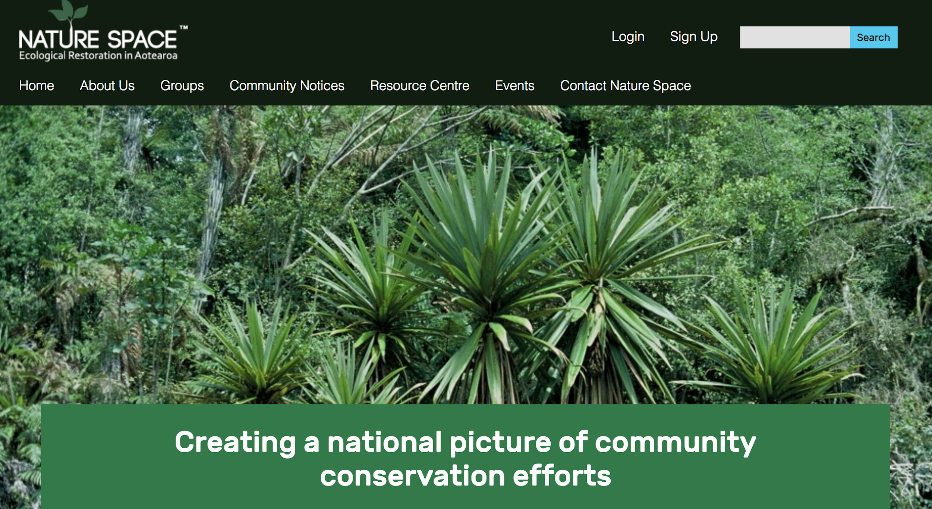 NATURE SPACE™
Ecological Restoration in Aotearoa
Login Sign Up Search
Home About Us Groups Community Notices Resource Centre Events Contact Nature Space
Creating a national picture of community
conservation efforts